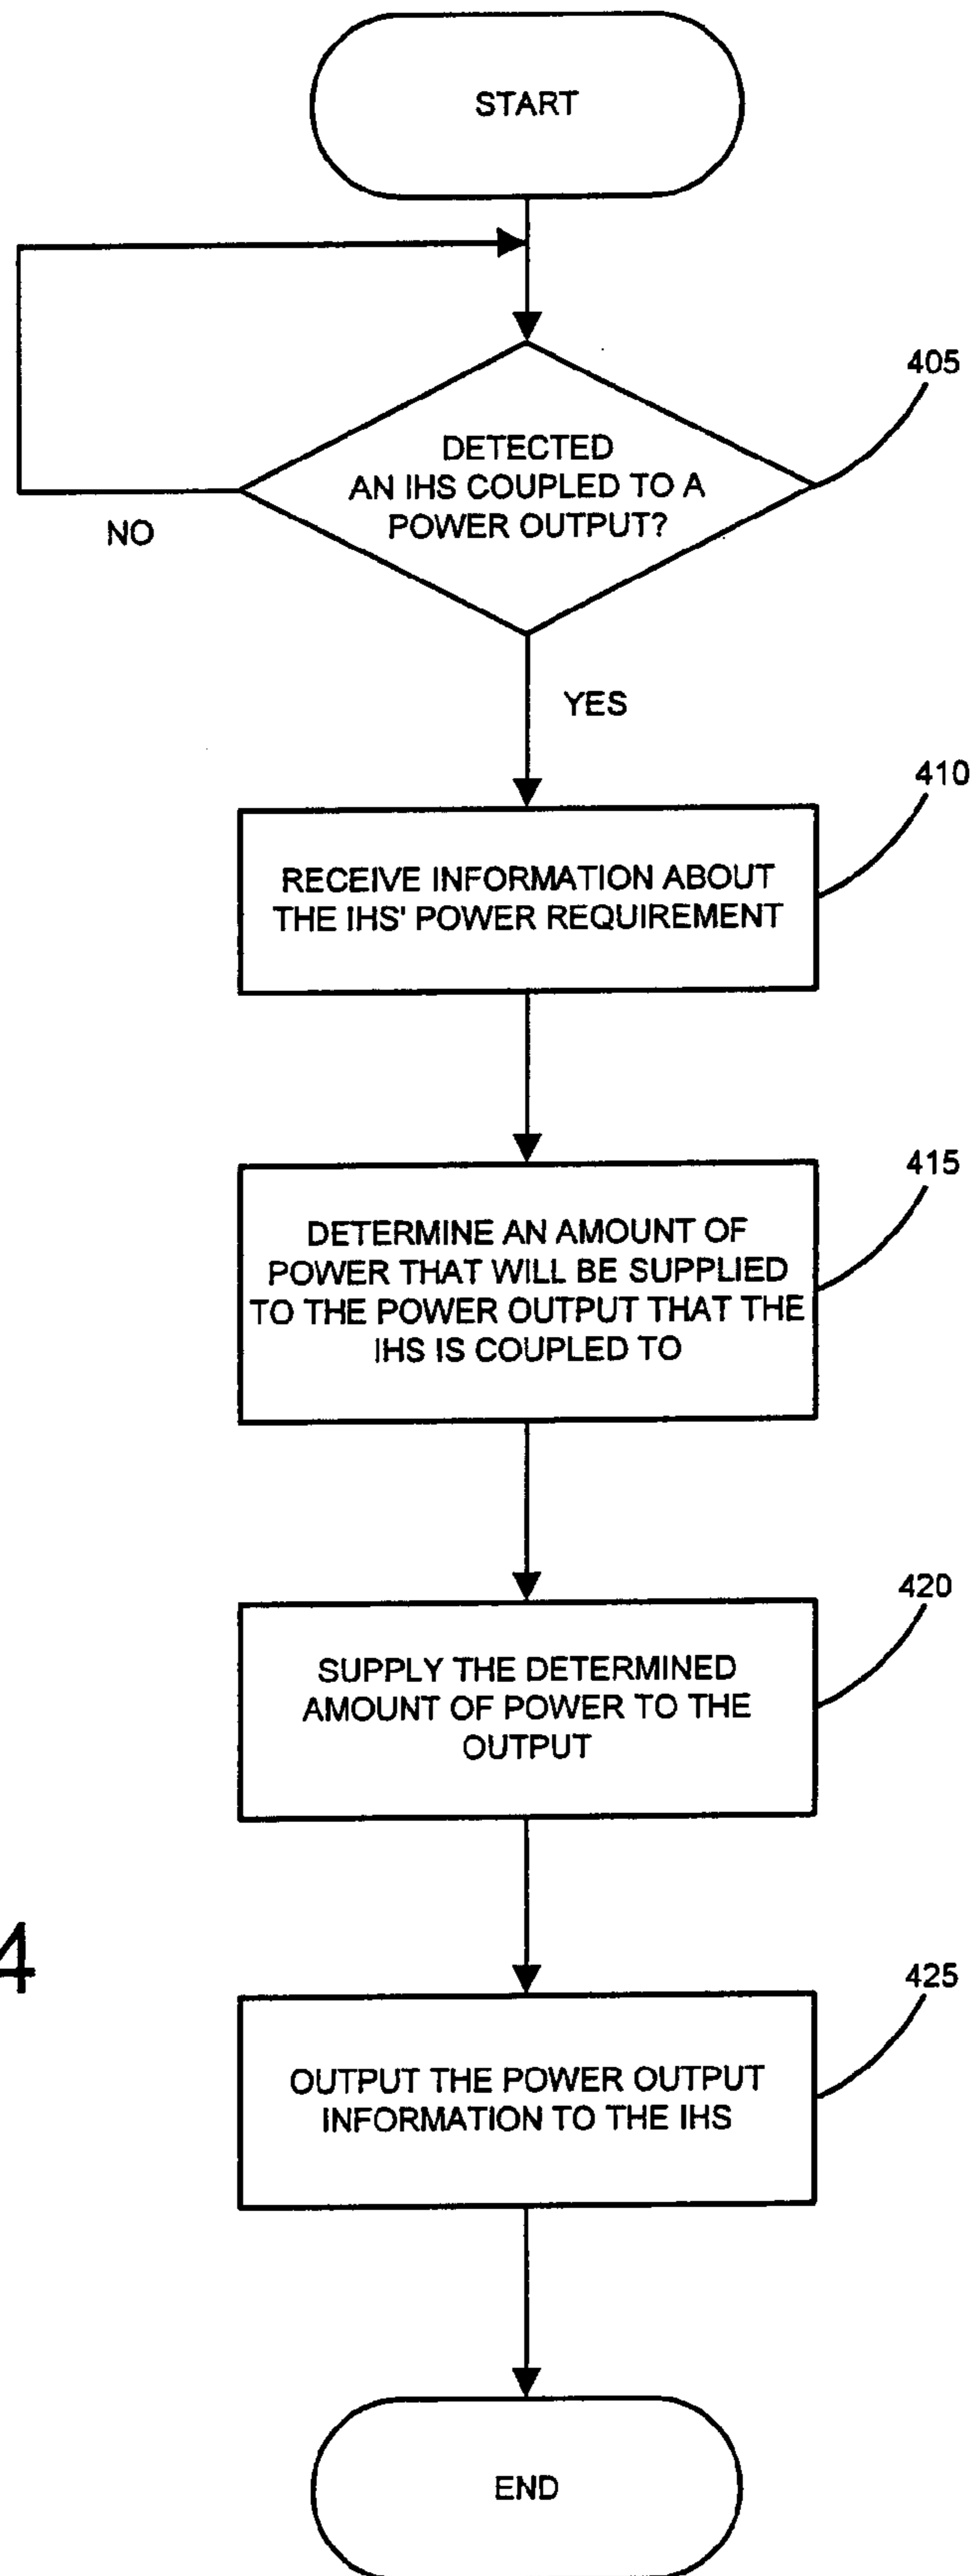 START
405
DETECTED
AN IHS COUPLED TO A
POWER OUTPUT?
NO
YES
410
RECEIVE INFORMATION ABOUT
THE IHS' POWER REQUIREMENT
415
DETERMINE AN AMOUNT OF
POWER THAT WILL BE SUPPLIED
TO THE POWER OUTPUT THAT THE
IHS IS COUPLED TO
420
SUPPLY THE DETERMINED
AMOUNT OF POWER TO THE
OUTPUT
4
425
OUTPUT THE POWER OUTPUT
INFORMATION TO THE IHS
END